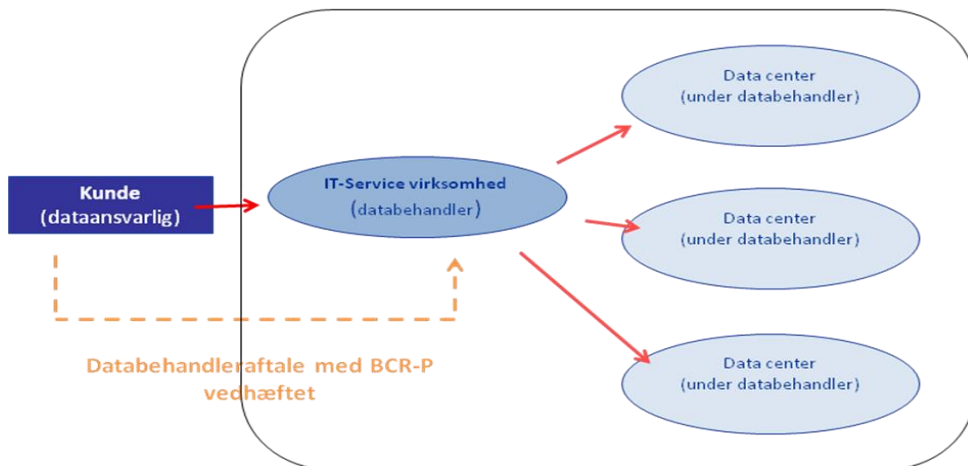 Kunde
(dataansvarlig)
IT-Service virksomhed
(databehandler)
Data center
(under databehandler)
Data center
(under databehandler)
Data center
(under databehandler)
Databehandleraftale med BCR-P
vedhæftet